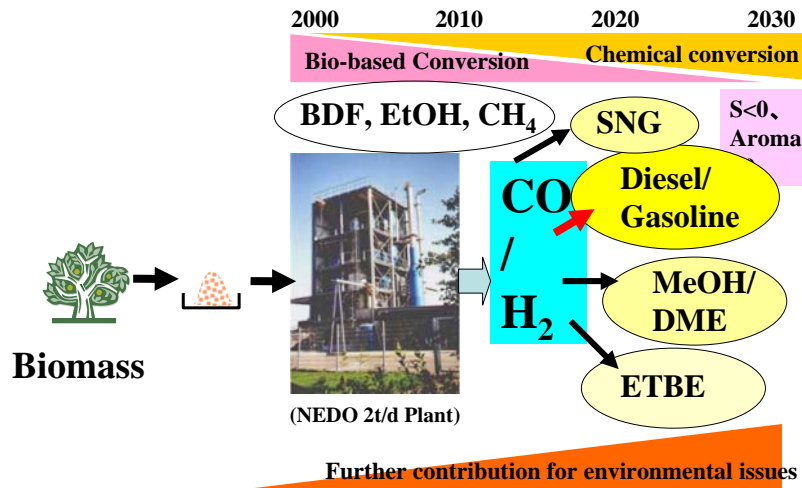 2000 2010 2020 2030
Chemical conversion
Bio-based Conversion
BDF, EtOH, CH₄
SNG
S<0、
Aroma
Diesel/
Gasoline
CO
/
H₂
MeOH/
DME
ETBE
Biomass
(NEDO 2t/d Plant)
Further contribution for environmental issues